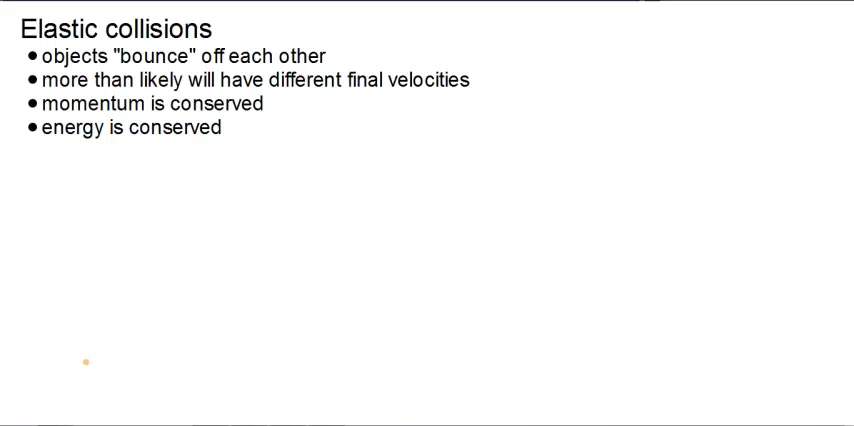 Elastic collisions
• objects "bounce" off each other
• more than likely will have different final velocities
• momentum is conserved
• energy is conserved